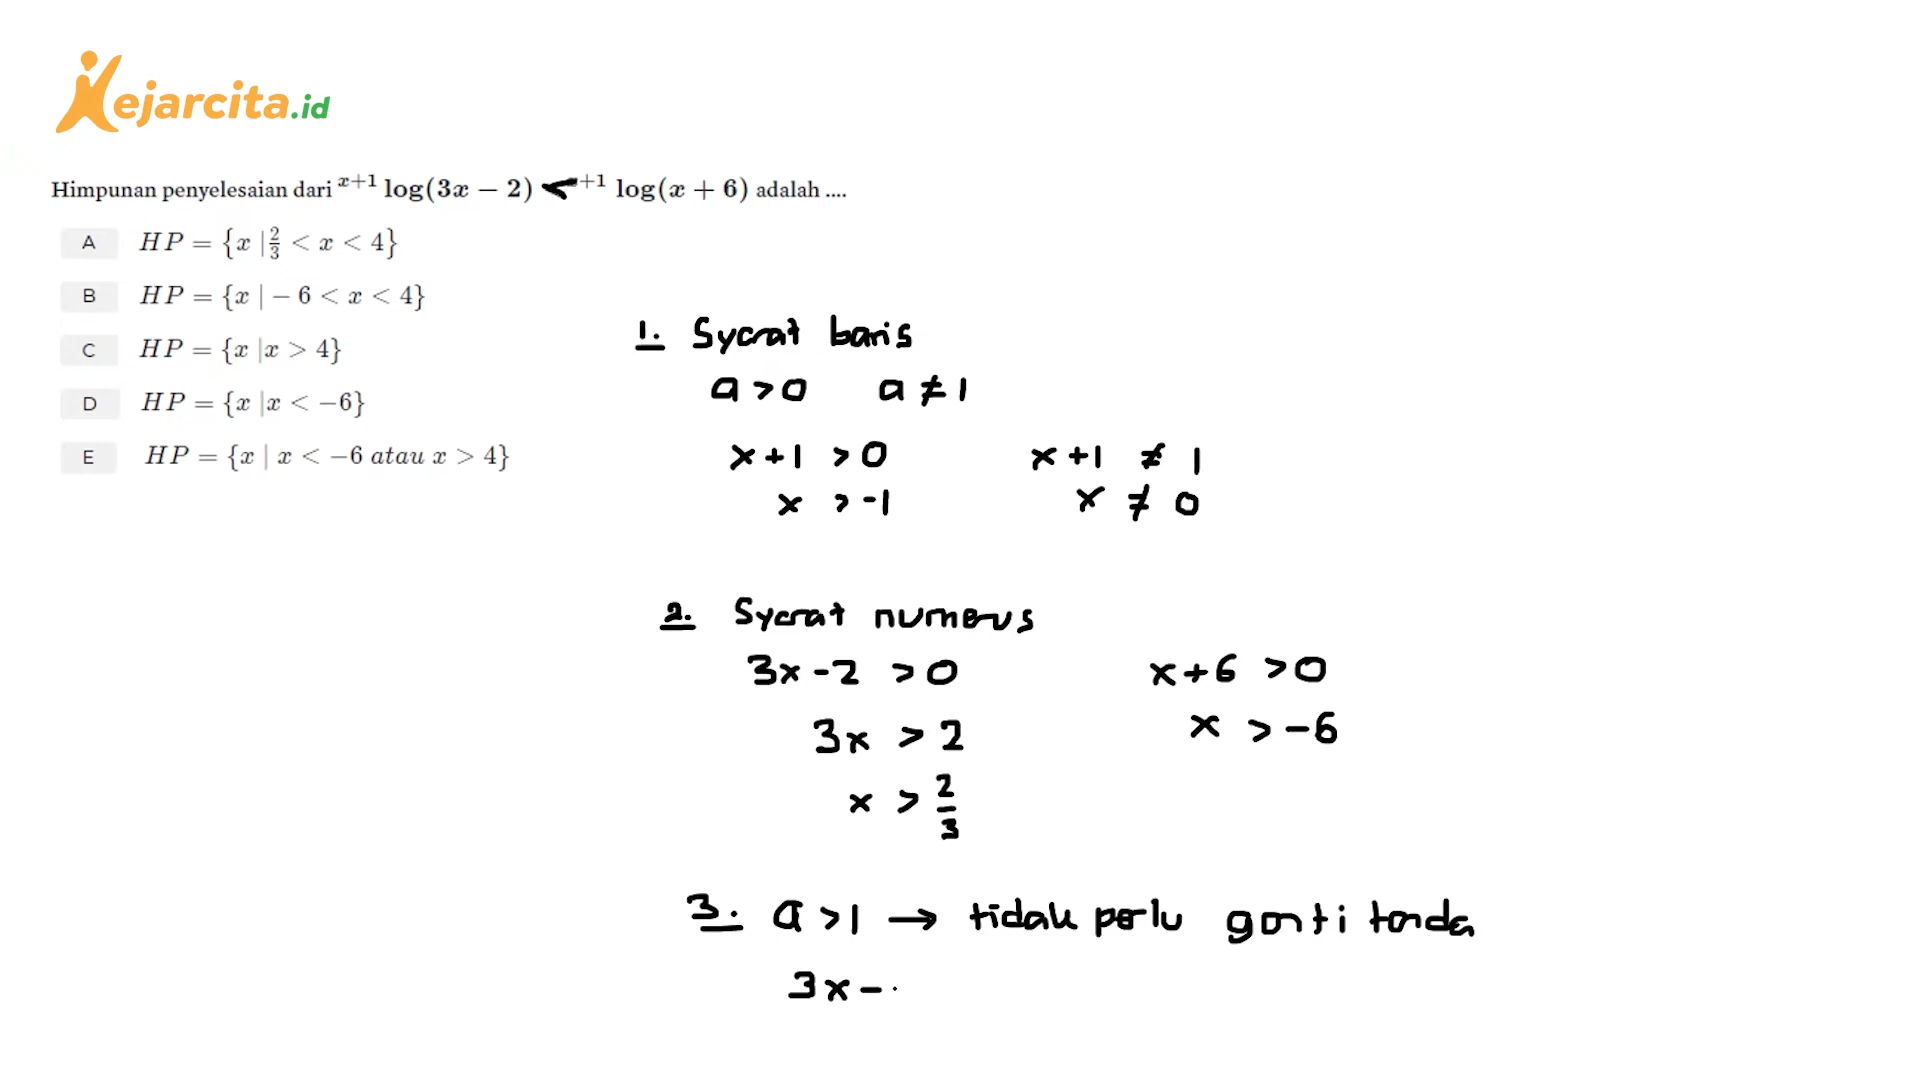 Kejarcita.id
Himpunan penyelesaian dari ^{x+1} log(3x − 2) < ^{+1} log(x + 6) adalah ....
A HP = {x | 2/3 < x < 4}
B HP = {x | − 6 < x < 4}
C HP = {x |x > 4}
D HP = {x |x < −6}
E HP = {x | x < −6 atau x > 4}
1. Syarat basis
a > 0 a ≠ 1
x + 1 > 0 x + 1 ≠ 1
x > -1 x ≠ 0
2. Syarat numerus
3x - 2 > 0 x + 6 > 0
3x > 2 x > -6
x > 2/3
3. a > 1 → tidak perlu ganti tanda
3x -